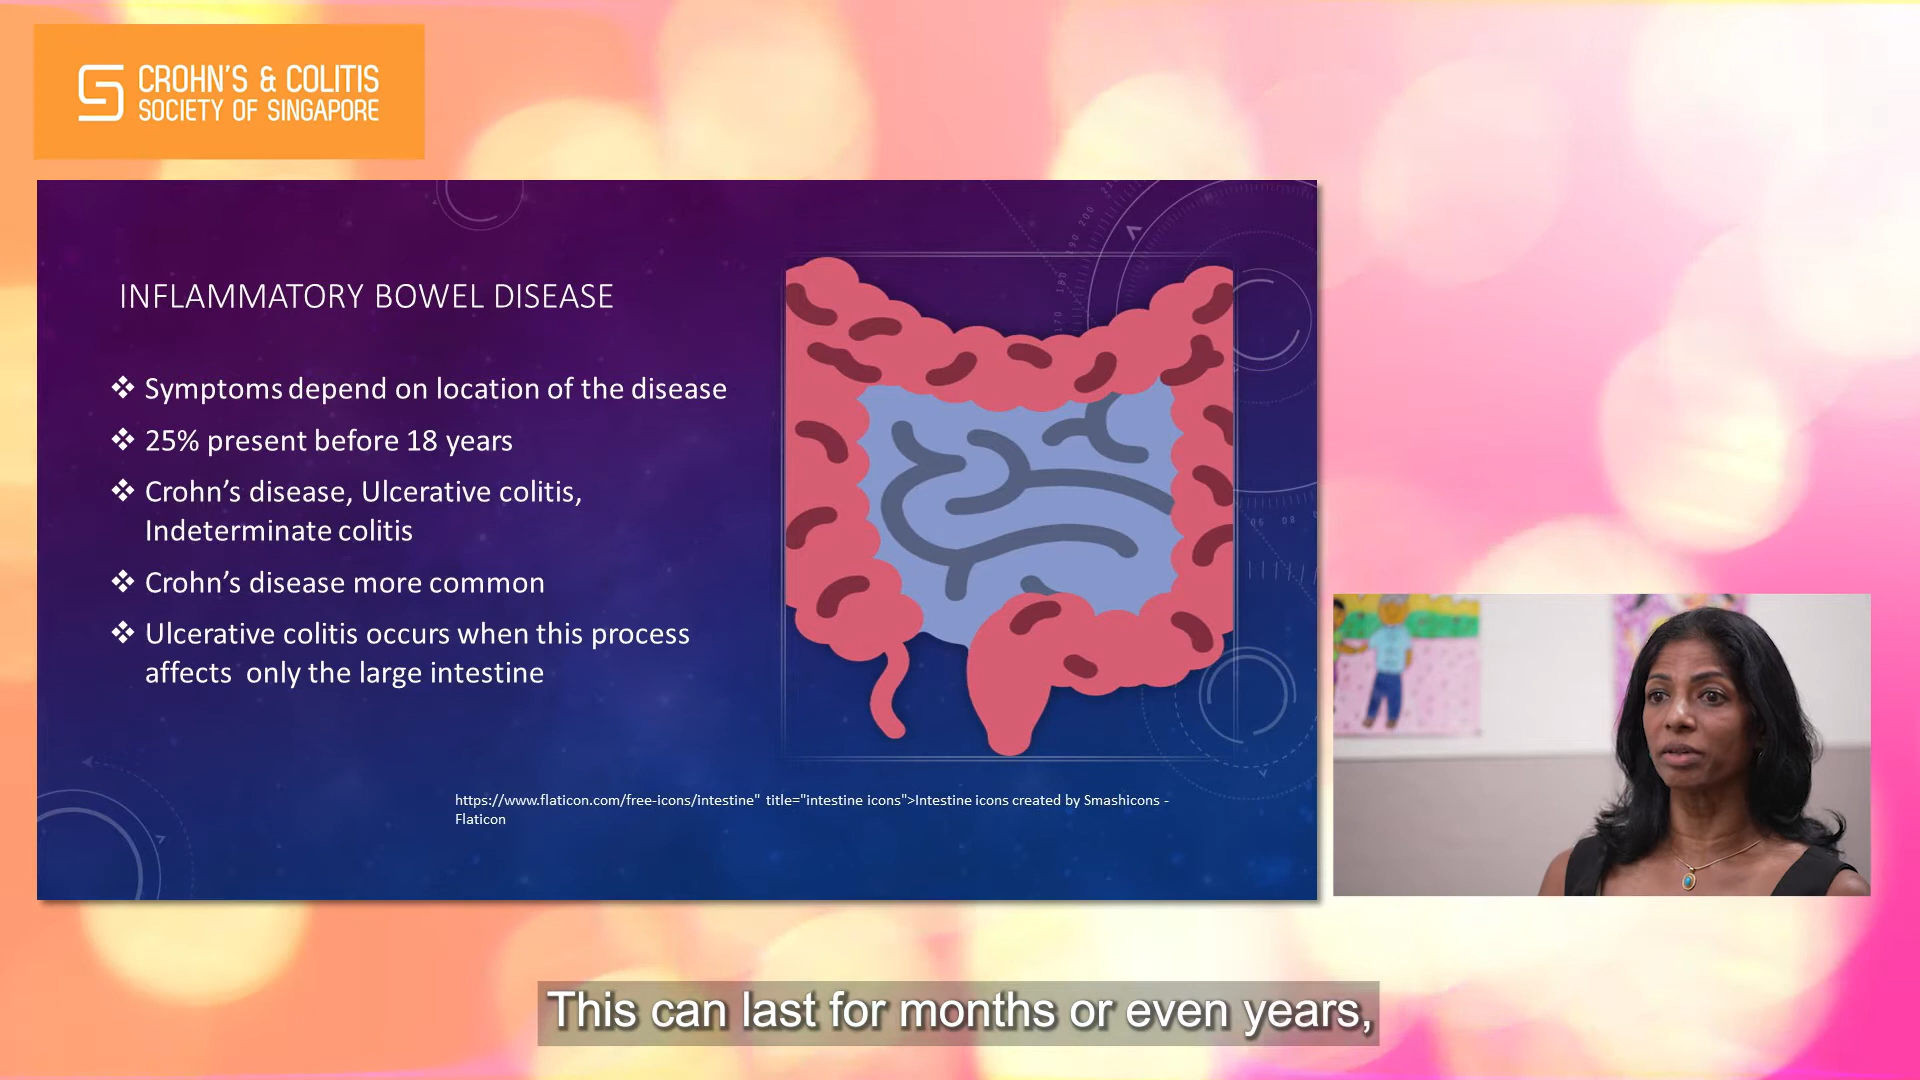 CROHN'S & COLITIS
SOCIETY OF SINGAPORE
INFLAMMATORY BOWEL DISEASE
❖ Symptoms depend on location of the disease
❖ 25% present before 18 years
❖ Crohn's disease, Ulcerative colitis,
Indeterminate colitis
❖ Crohn's disease more common
❖ Ulcerative colitis occurs when this process
affects only the large intestine
https://www.flaticon.com/free-icons/intestine" title="intestine icons">Intestine icons created by Smashicons -
Flaticon
This can last for months or even years,